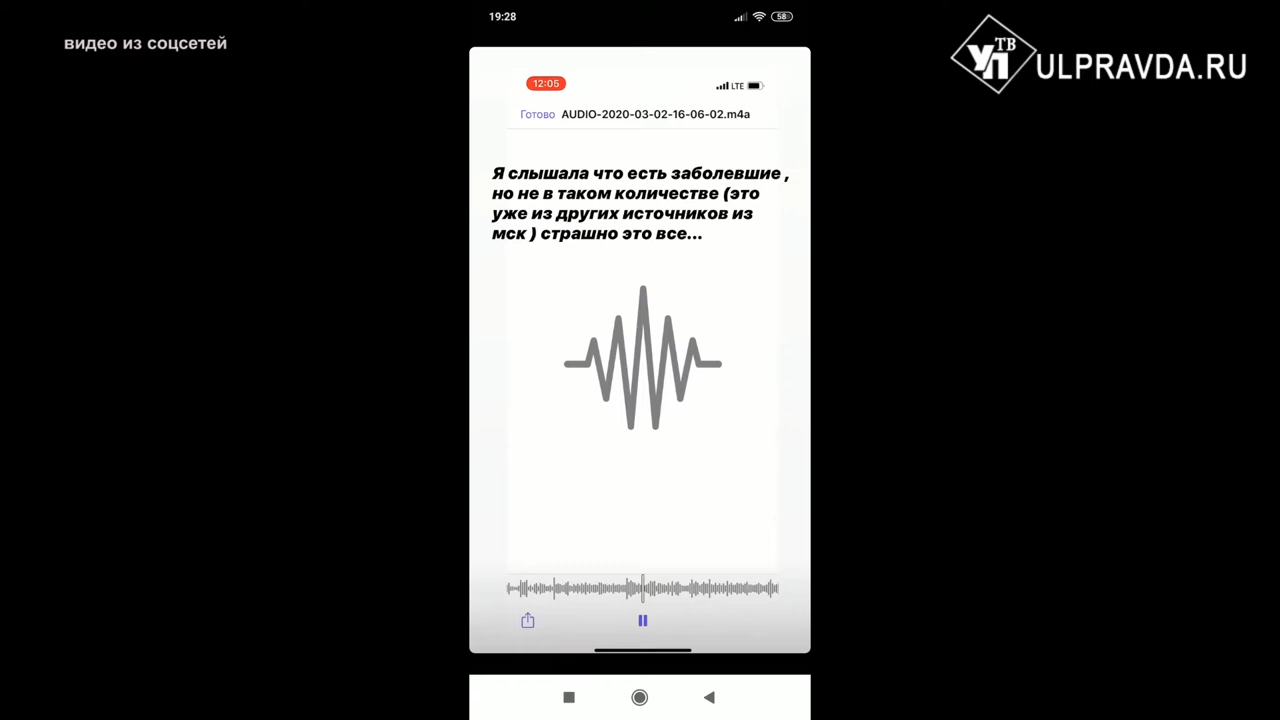 видео из соцсетей
19:28
58
УП ТВ
ULPRAVDA.RU
12:05
LTE
Готово AUDIO-2020-03-02-16-06-02.m4a
Я слышала что есть заболевшие ,
но не в таком количестве (это
уже из других источников из
мск ) страшно это все...